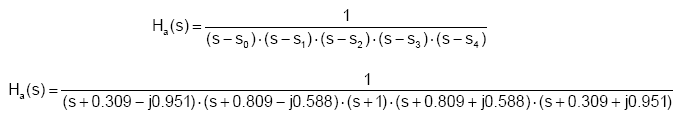 Hₐ(s) = 1 / ((s − s₀)·(s − s₁)·(s − s₂)·(s − s₃)·(s − s₄))
Hₐ(s) = 1 / ((s + 0.309 − j0.951)·(s + 0.809 − j0.588)·(s + 1)·(s + 0.809 + j0.588)·(s + 0.309 + j0.951))